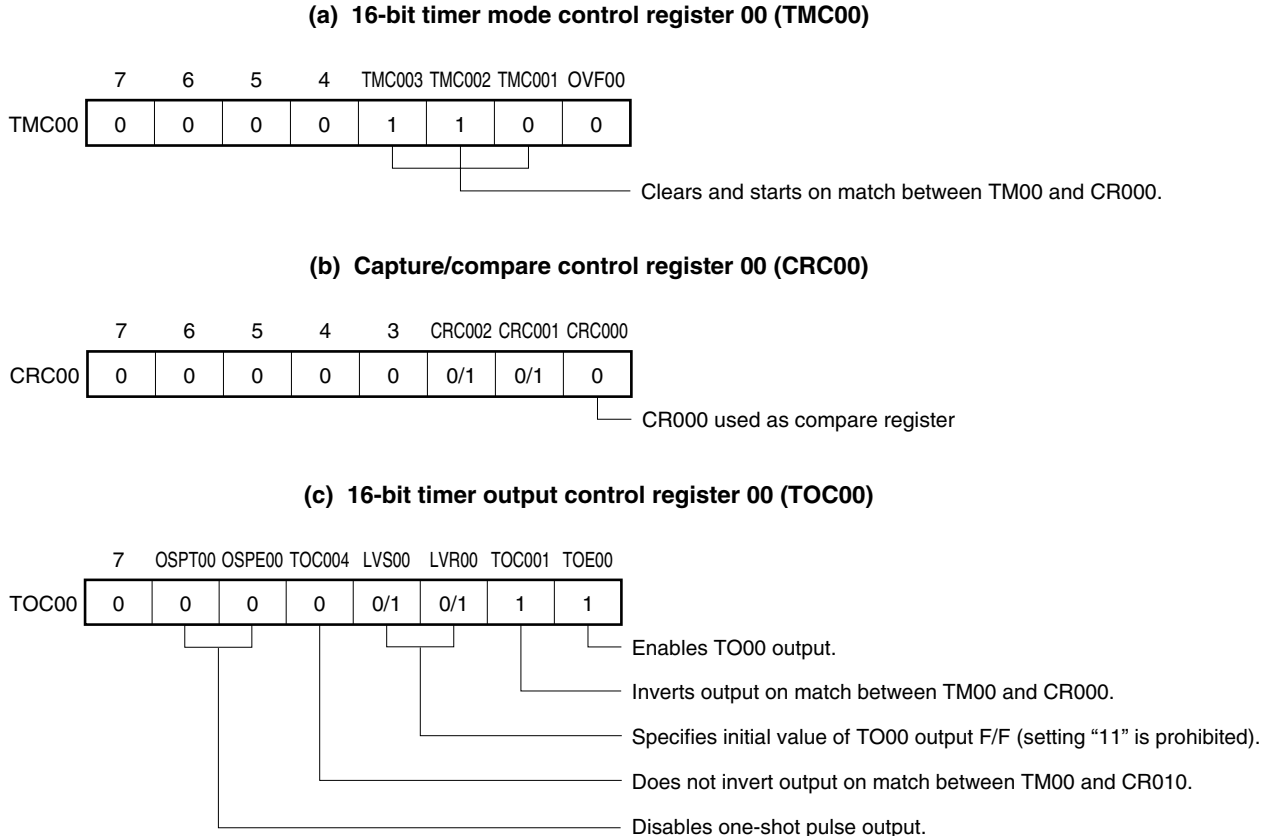 (a) 16-bit timer mode control register 00 (TMC00)
7 6 5 4 TMC003 TMC002 TMC001 OVF00
TMC00 0 0 0 0 1 1 0 0
Clears and starts on match between TM00 and CR000.
(b) Capture/compare control register 00 (CRC00)
7 6 5 4 3 CRC002 CRC001 CRC000
CRC00 0 0 0 0 0 0/1 0/1 0
CR000 used as compare register
(c) 16-bit timer output control register 00 (TOC00)
7 OSPT00 OSPE00 TOC004 LVS00 LVR00 TOC001 TOE00
TOC00 0 0 0 0 0/1 0/1 1 1
Enables TO00 output.
Inverts output on match between TM00 and CR000.
Specifies initial value of TO00 output F/F (setting “11” is prohibited).
Does not invert output on match between TM00 and CR010.
Disables one-shot pulse output.